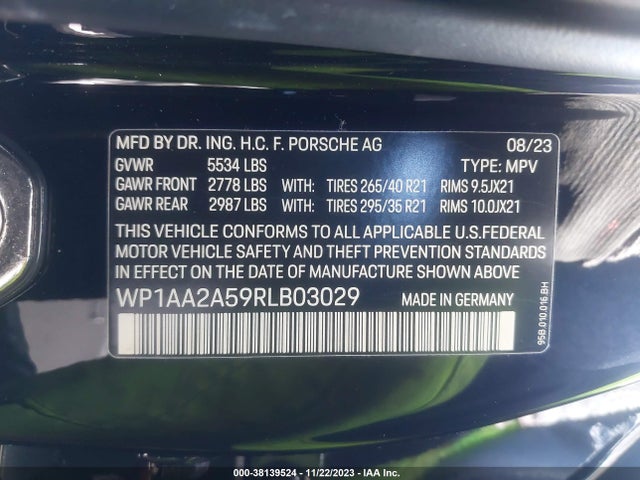 MFD BY DR. ING. H.C. F. PORSCHE AG 08/23
GVWR 5534 LBS TYPE: MPV
GAWR FRONT 2778 LBS WITH: TIRES 265/40 R21 RIMS 9.5JX21
GAWR REAR 2987 LBS WITH: TIRES 295/35 R21 RIMS 10.0JX21
THIS VEHICLE CONFORMS TO ALL APPLICABLE U.S.FEDERAL
MOTOR VEHICLE SAFETY AND THEFT PREVENTION STANDARDS
IN EFFECT ON THE DATE OF MANUFACTURE SHOWN ABOVE
WP1AA2A59RLB03029 MADE IN GERMANY
95B.010.016.BH
000-38139524 | 11/22/2023 | IAA Inc.